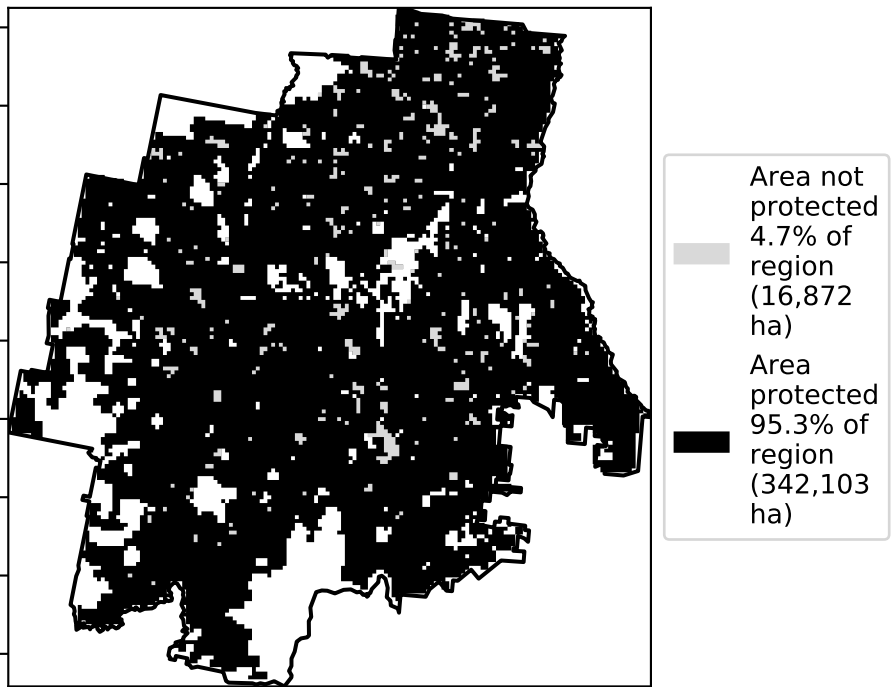 Area not
protected
4.7% of
region
(16,872
ha)
Area
protected
95.3% of
region
(342,103
ha)